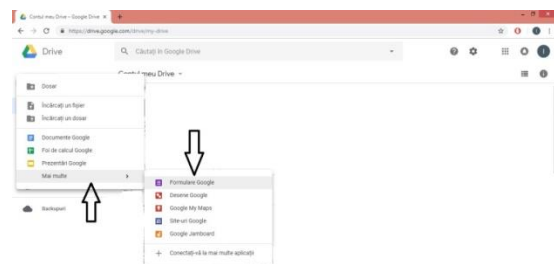 Contul meu Drive – Google Drive
https://drive.google.com/drive/my-drive
Drive
Căutați în Google Drive
Contul meu Drive
Dosar
Încărcați un fișier
Încărcați un dosar
Documente Google
Foi de calcul Google
Prezentări Google
Mai multe
Formulare Google
Desene Google
Google My Maps
Site-uri Google
Google Jamboard
Conectați-vă la mai multe aplicații
Backupuri